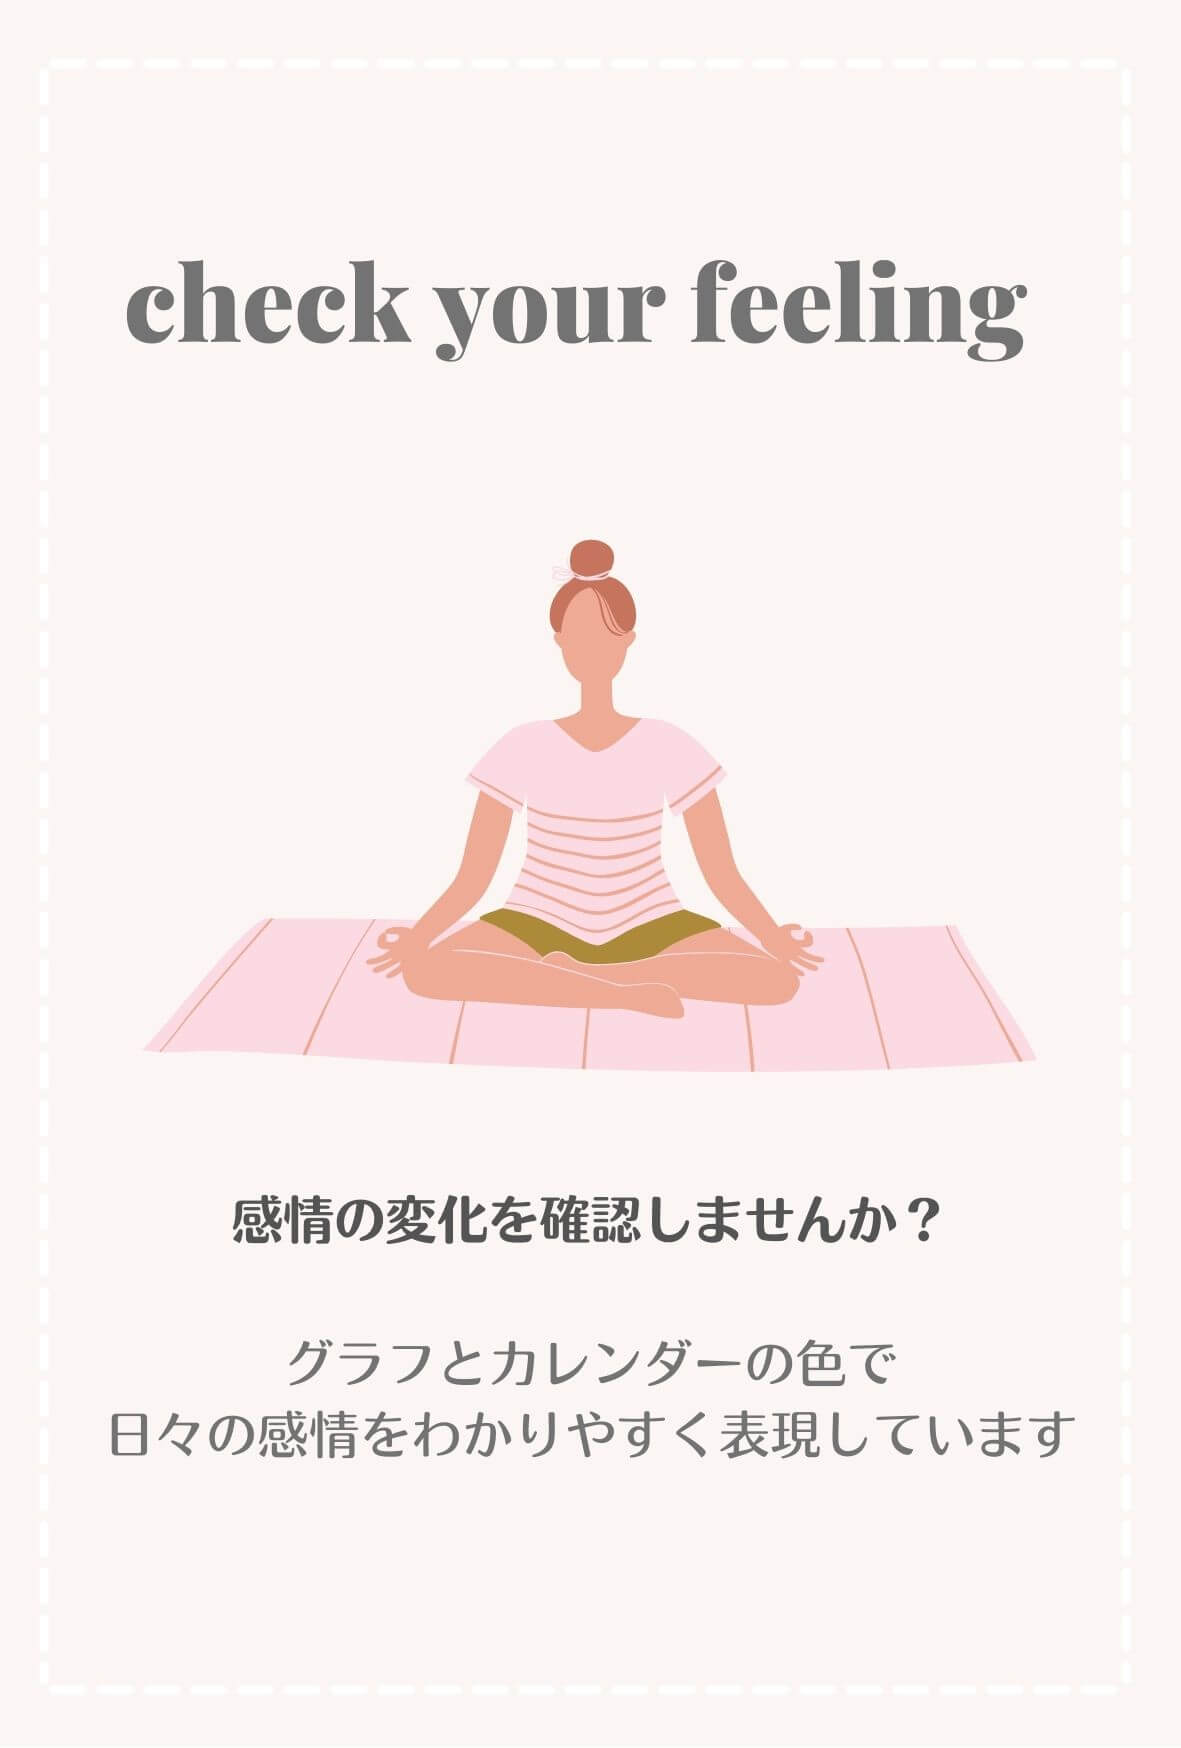 check your feeling
感情の変化を確認しませんか？
グラフとカレンダーの色で
日々の感情をわかりやすく表現しています